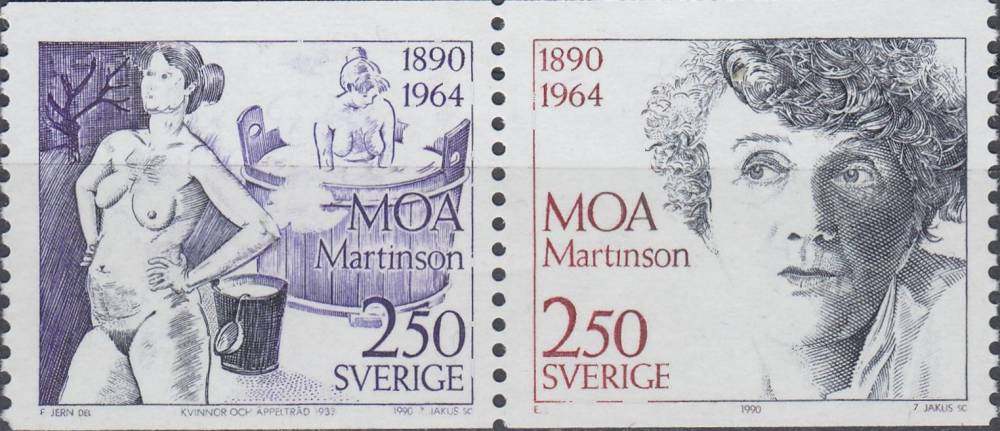 1890
1964
MOA
Martinson
2.50
SVERIGE
F. JERN DEL
KVINNOR OCH ÄPPELTRÄD 1933
1990
JAKUS SC
1890
1964
MOA
Martinson
2.50
SVERIGE
E.
1990
Z. JAKUS SC